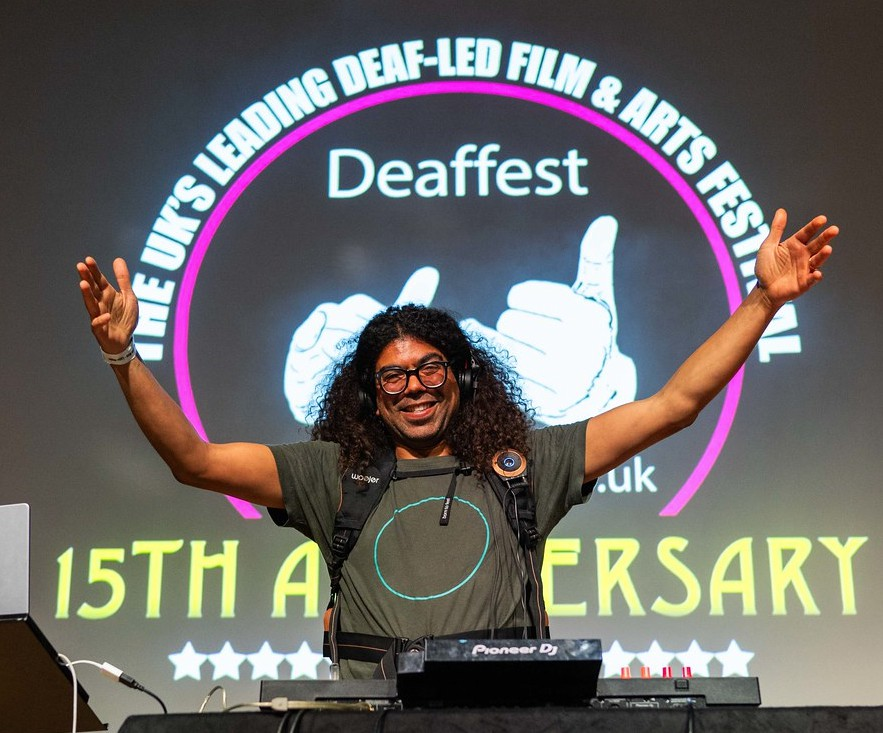 THE UK'S LEADING DEAF-LED FILM & ARTS FESTIVAL
Deaffest
woojer
.uk
15TH A ERSARY
Pioneer Dj